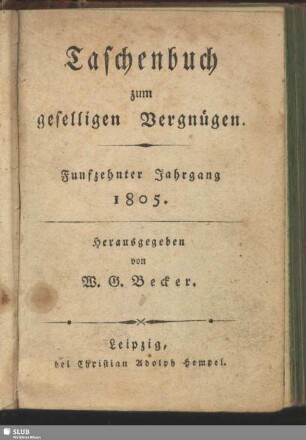 Taschenbuch
zum
geselligen Vergnügen.
Funfzehnter Jahrgang
1805.
Herausgegeben
von
W. G. Becker.
Leipzig,
bei Christian Adolph Hempel.
SLUB